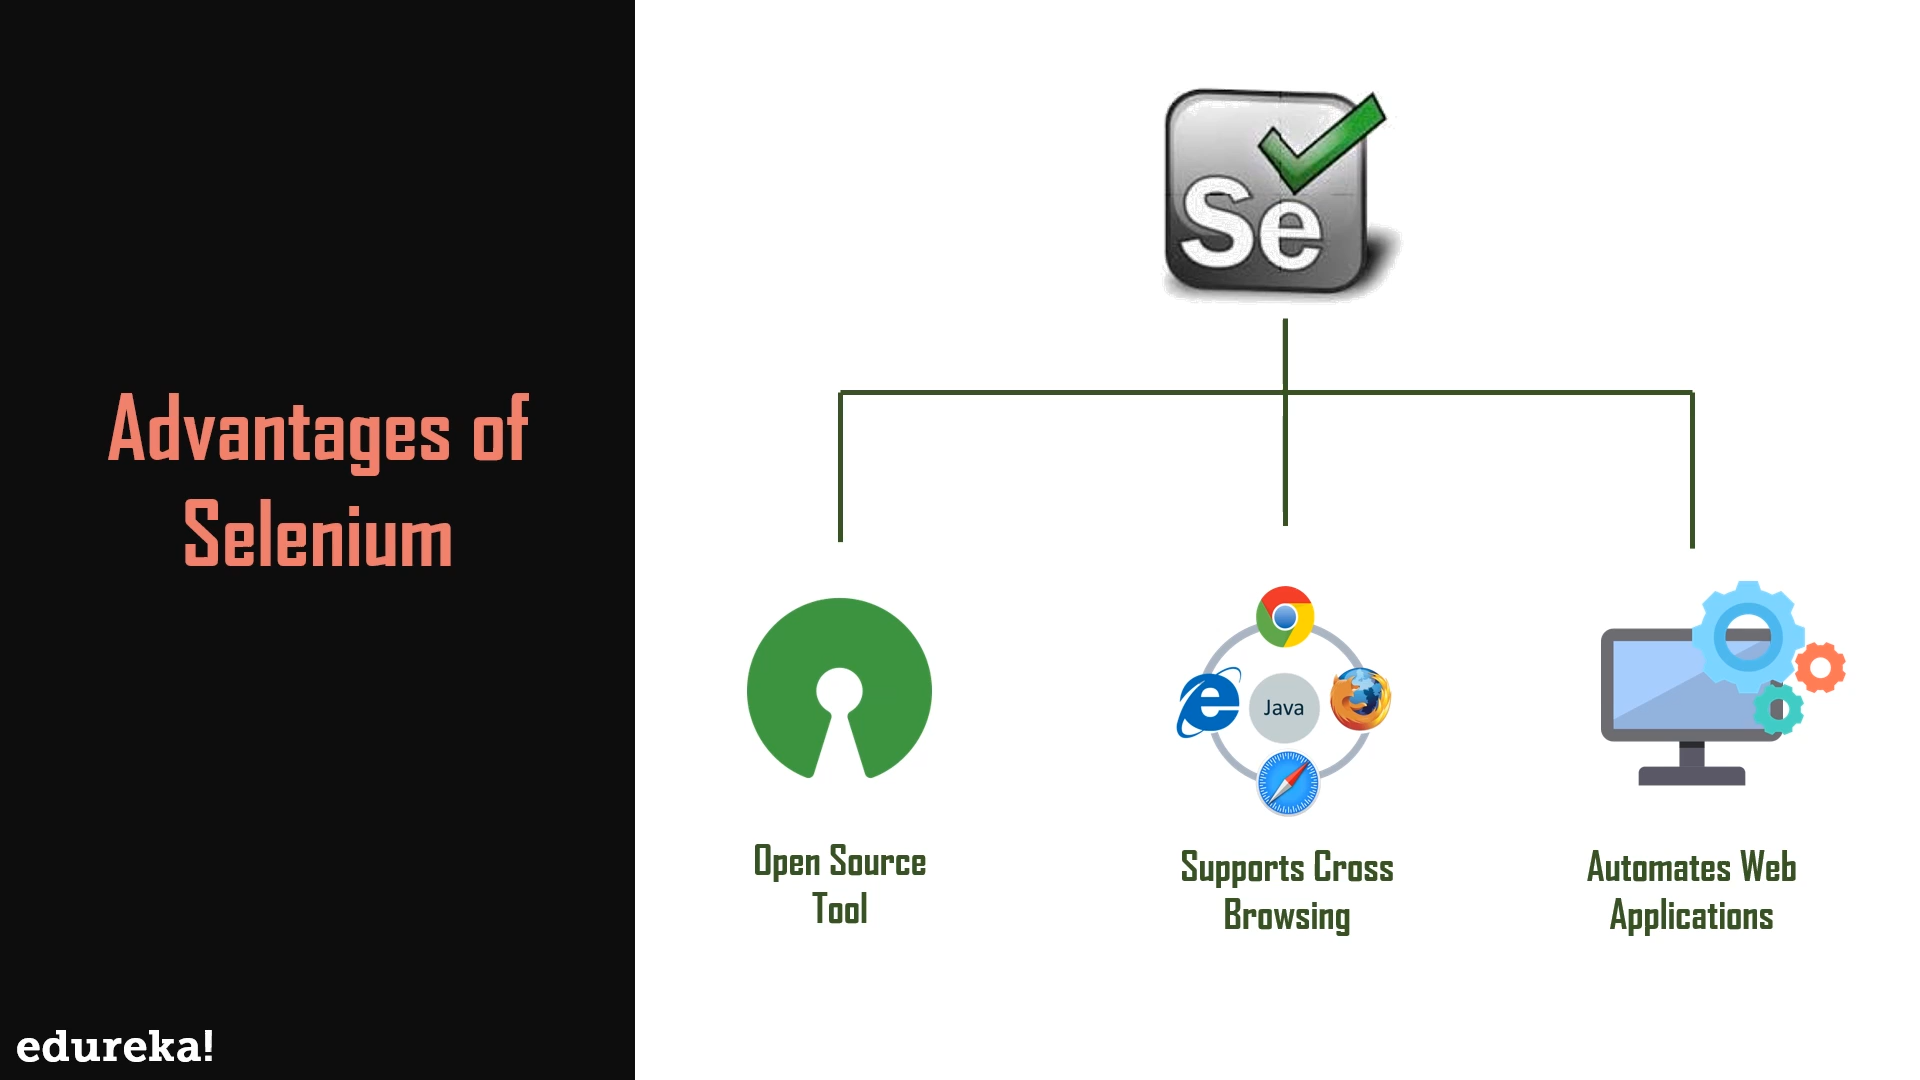 Se
Advantages of
Selenium
Java
Open Source
Tool
Supports Cross
Browsing
Automates Web
Applications
edureka!